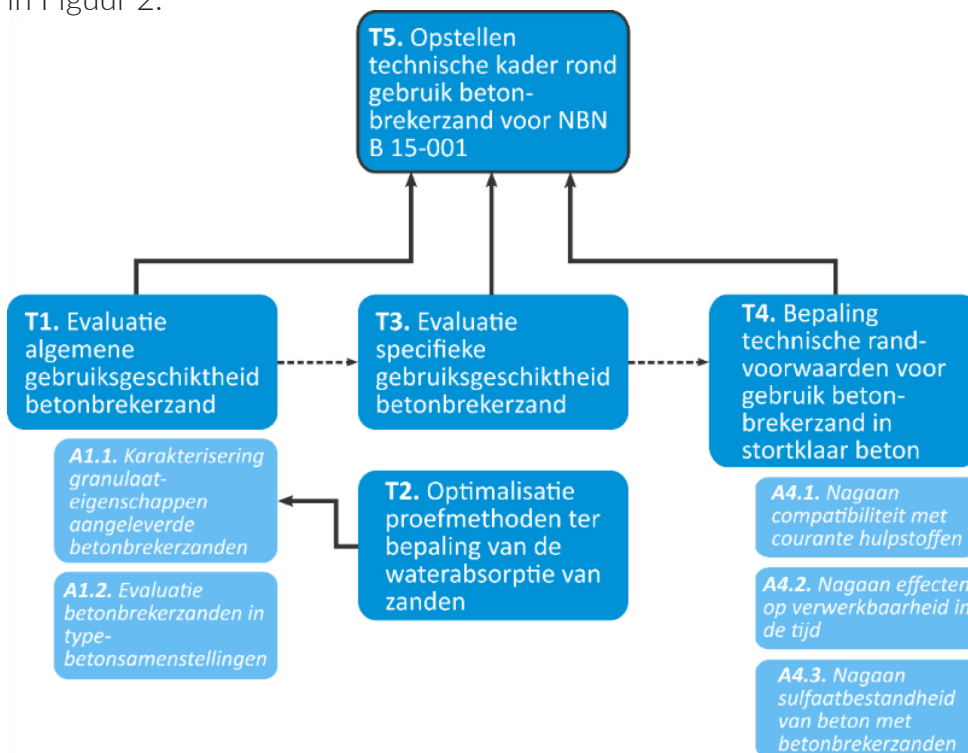 in Figuur 2.
T5. Opstellen
technische kader rond
gebruik beton-
brekerzand voor NBN
B 15-001
T1. Evaluatie
algemene
gebruiksgeschiktheid
betonbrekerzand
T3. Evaluatie
specifieke
gebruiksgeschiktheid
betonbrekerzand
T4. Bepaling
technische rand-
voorwaarden voor
gebruik beton-
brekerzand in
stortklaar beton
A1.1. Karakterisering
granulaat-
eigenschappen
aangeleverde
betonbrekerzanden
A1.2. Evaluatie
betonbrekerzanden in
type-
betonsamenstellingen
T2. Optimalisatie
proefmethoden ter
bepaling van de
waterabsorptie van
zanden
A4.1. Nagaan
compatibiliteit met
courante hulpstoffen
A4.2. Nagaan effecten
op verwerkbaarheid in
de tijd
A4.3. Nagaan
sulfaatbestandheid
van beton met
betonbrekerzanden